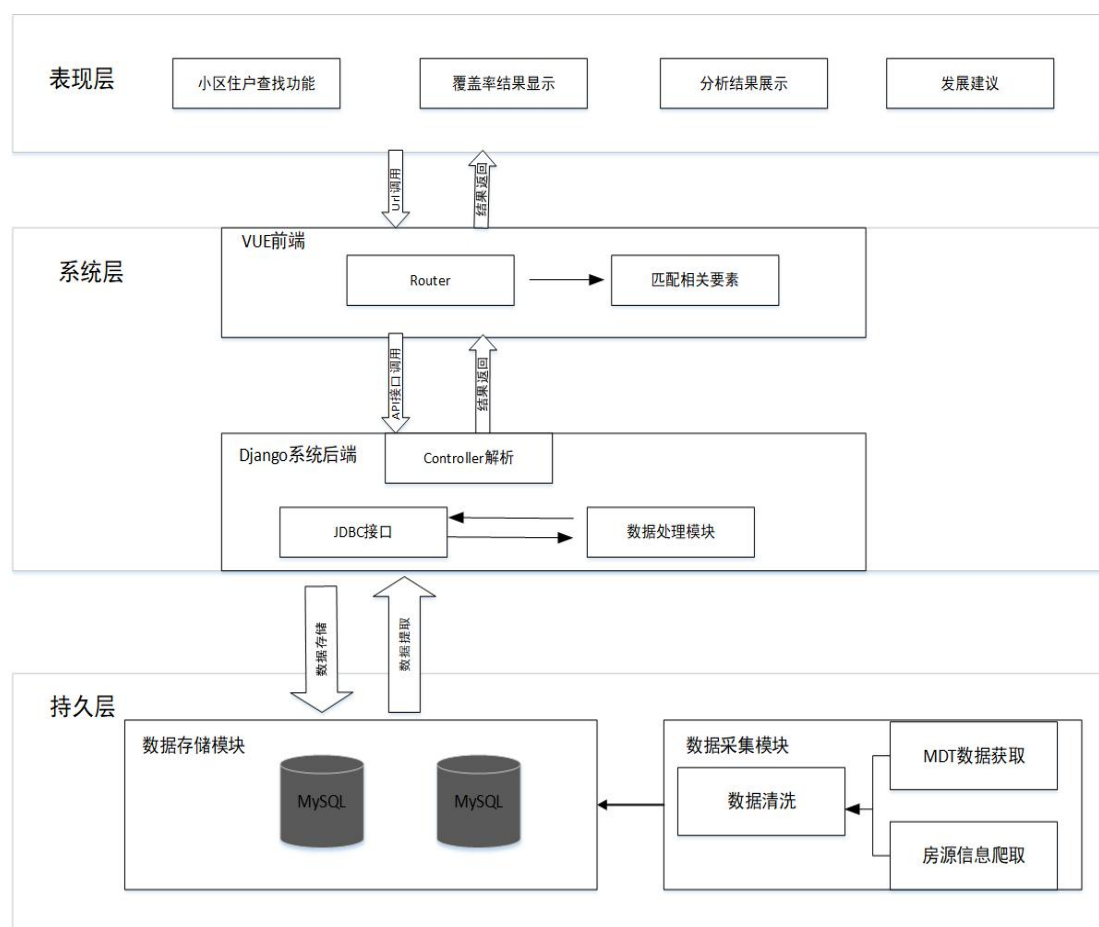 表现层
小区住户查找功能
覆盖率结果显示
分析结果展示
发展建议
Url调用
结果返回
系统层
VUE前端
Router
匹配相关要素
API接口调用
结果返回
Django系统后端
Controller解析
JDBC接口
数据处理模块
数据存储
数据提取
持久层
数据存储模块
MySQL
MySQL
数据采集模块
数据清洗
MDT数据获取
房源信息爬取